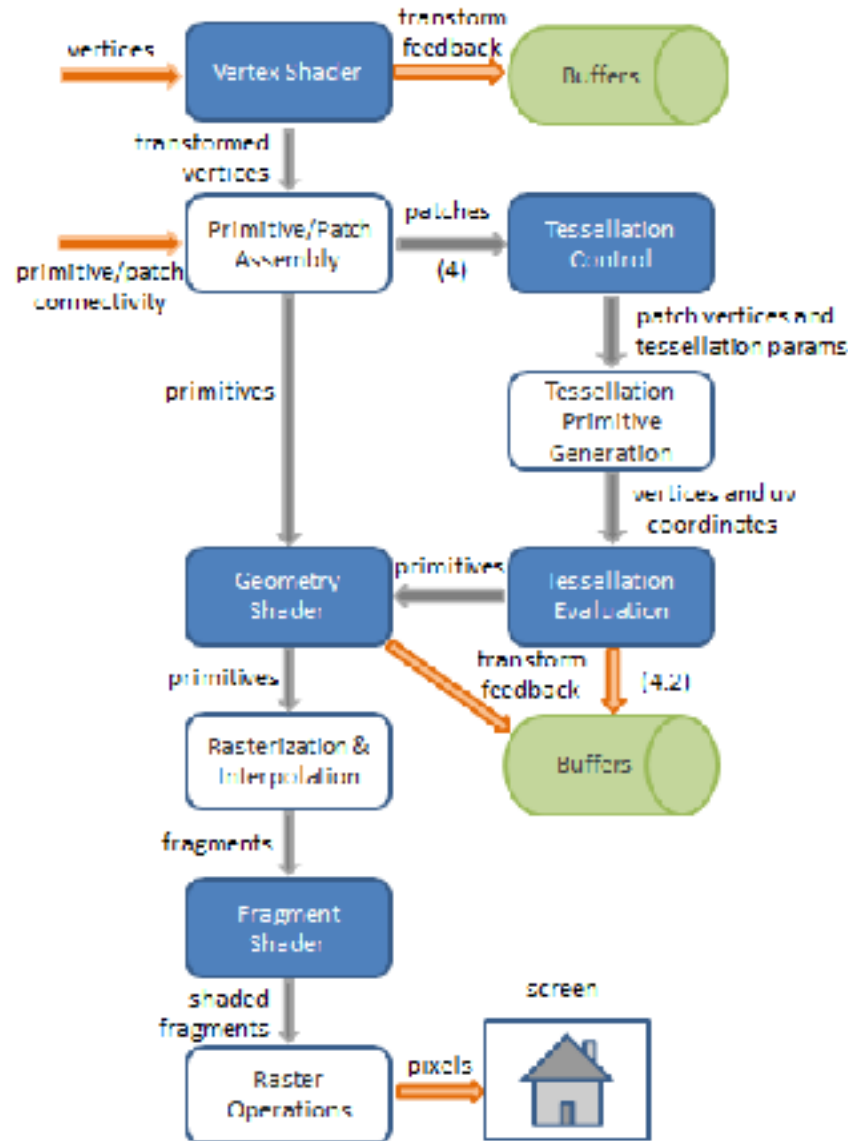 vertices
Vertex Shader
transform
feedback
Buffers
transformed
vertices
primitive/patch
connectivity
Primitive/Patch
Assembly
patches
(4)
Tessellation
Control
patch vertices and
tessellation params
primitives
Tessellation
Primitive
Generation
vertices and uv
coordinates
Geometry
Shader
primitives
Tessellation
Evaluation
primitives
transform
feedback
(4.2)
Rasterization &
Interpolation
Buffers
fragments
Fragment
Shader
shaded
fragments
screen
Raster
Operations
pixels